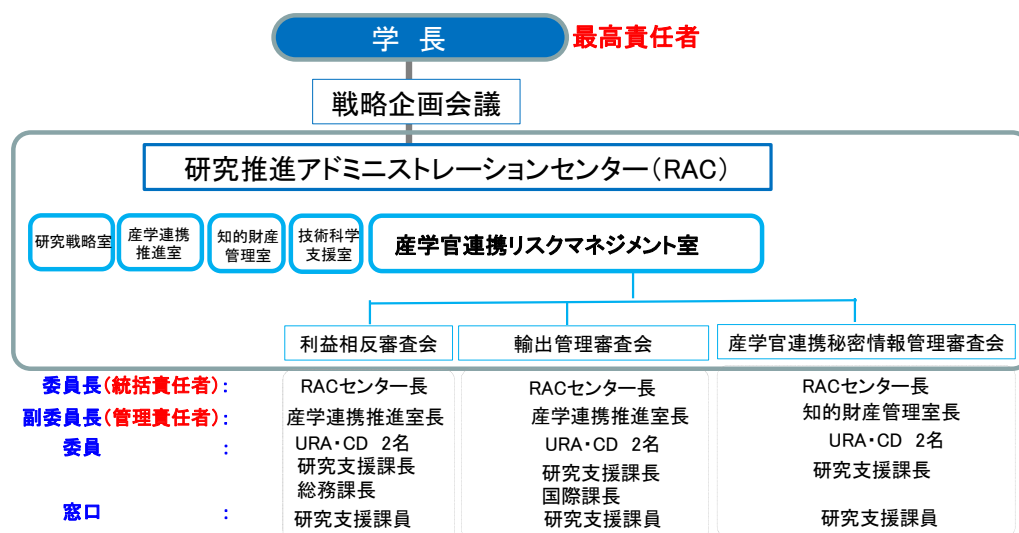 学 長
最高責任者
戦略企画会議
研究推進アドミニストレーションセンター(RAC)
研究戦略室
産学連携
推進室
知的財産
管理室
技術科学
支援室
産学官連携リスクマネジメント室
利益相反審査会
輸出管理審査会
産学官連携秘密情報管理審査会
委員長(統括責任者):
RACセンター長
RACセンター長
RACセンター長
副委員長(管理責任者):
産学連携推進室長
産学連携推進室長
知的財産管理室長
委員 :
URA・CD 2名
研究支援課長
総務課長
URA・CD 2名
研究支援課長
国際課長
URA・CD 2名
研究支援課長
窓口 :
研究支援課員
研究支援課員
研究支援課員